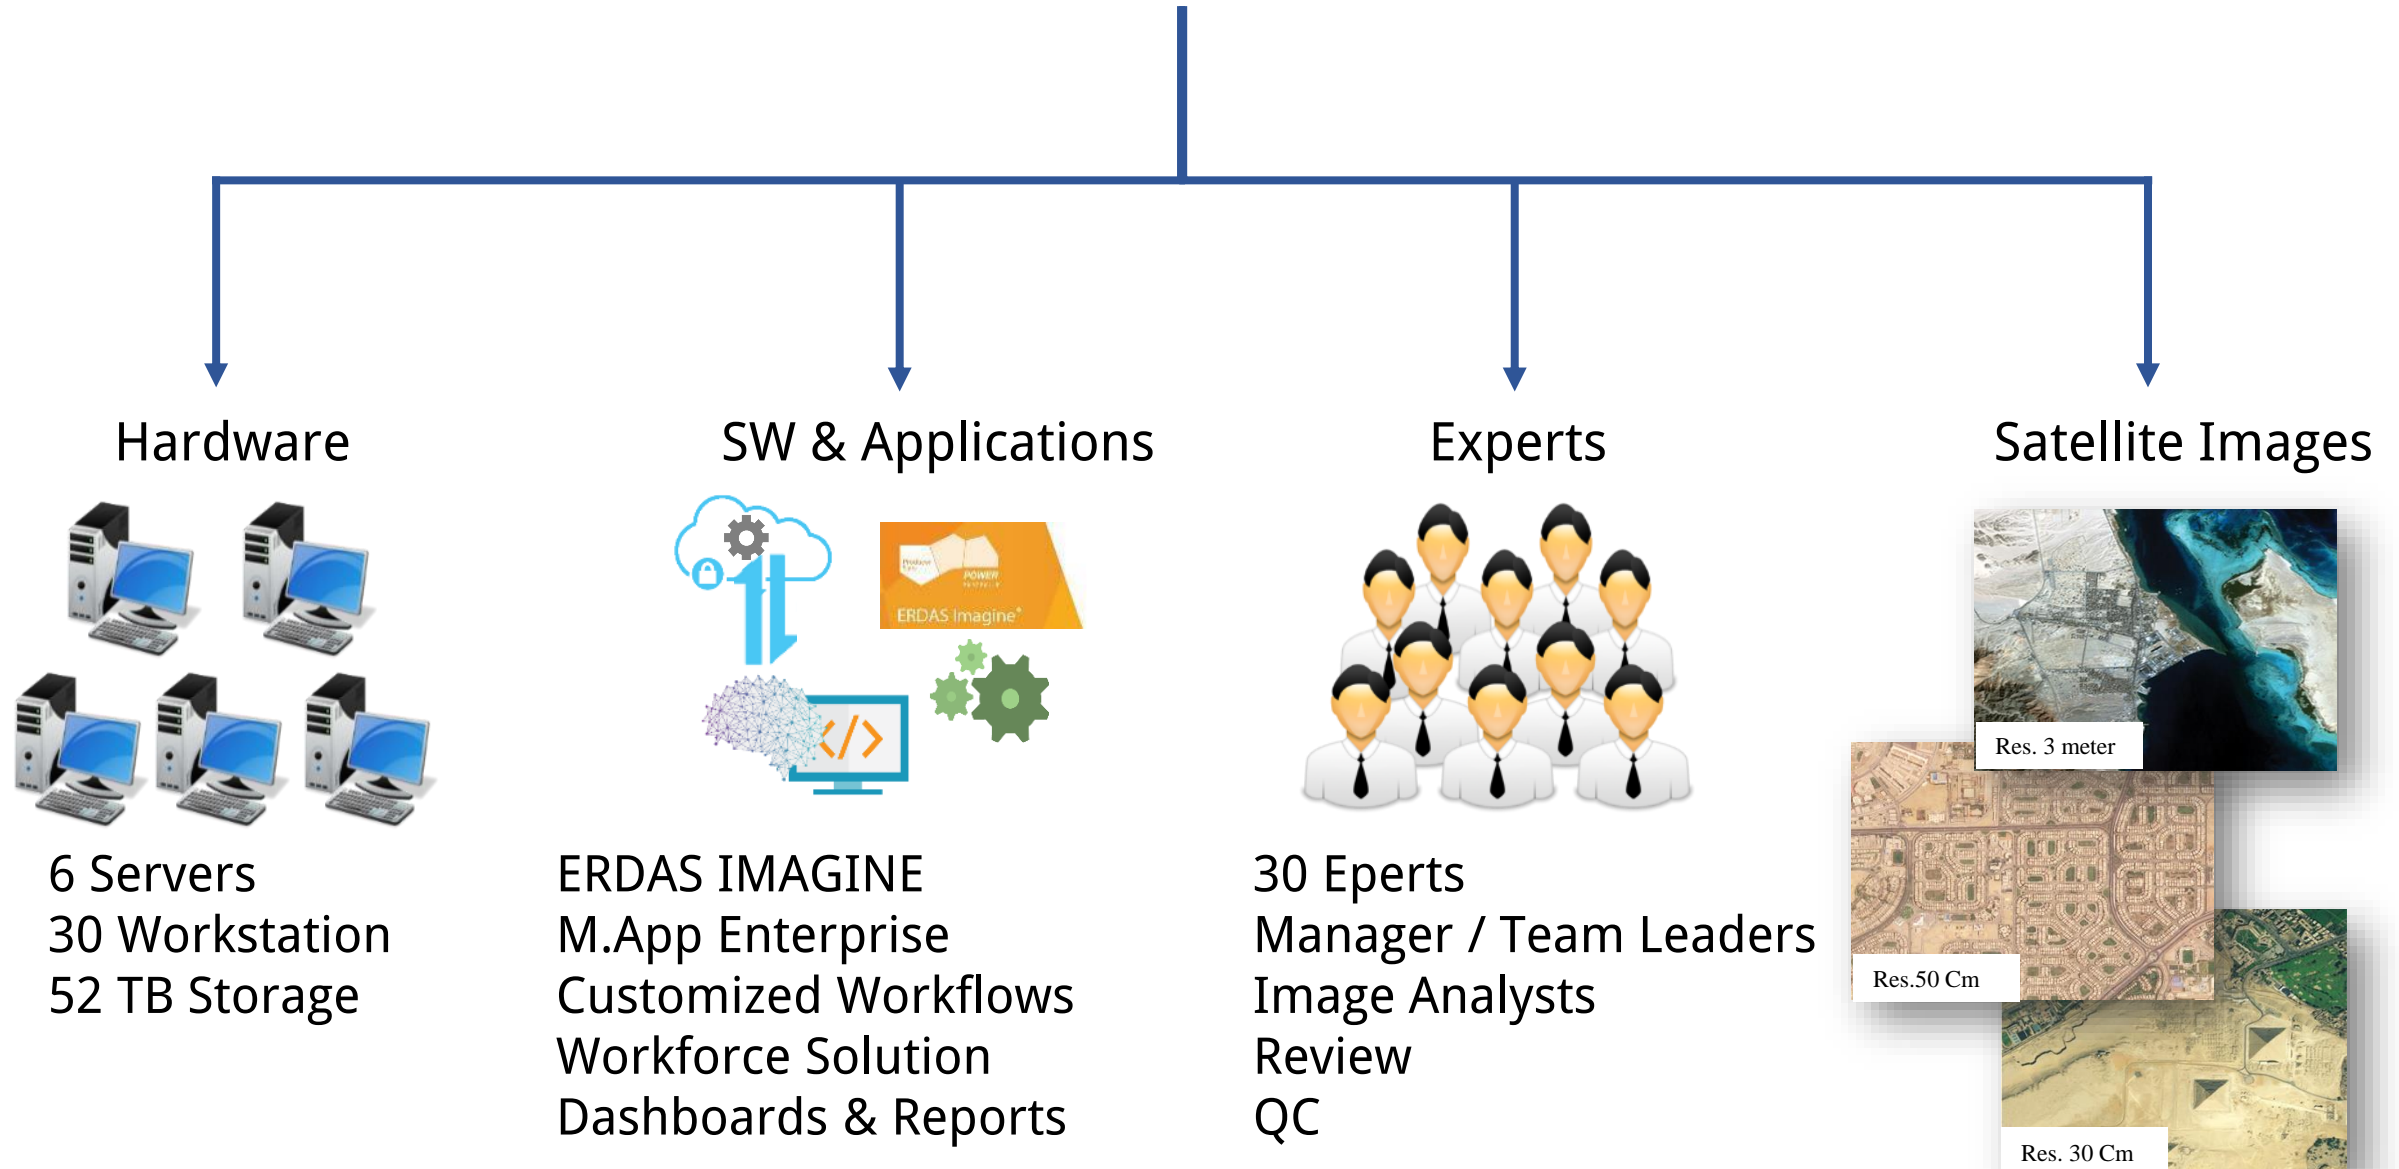 Hardware
SW & Applications
Experts
Satellite Images
POWER
ERDAS Imagine®
Res. 3 meter
Res.50 Cm
Res. 30 Cm
6 Servers
30 Workstation
52 TB Storage
ERDAS IMAGINE
M.App Enterprise
Customized Workflows
Workforce Solution
Dashboards & Reports
30 Eperts
Manager / Team Leaders
Image Analysts
Review
QC